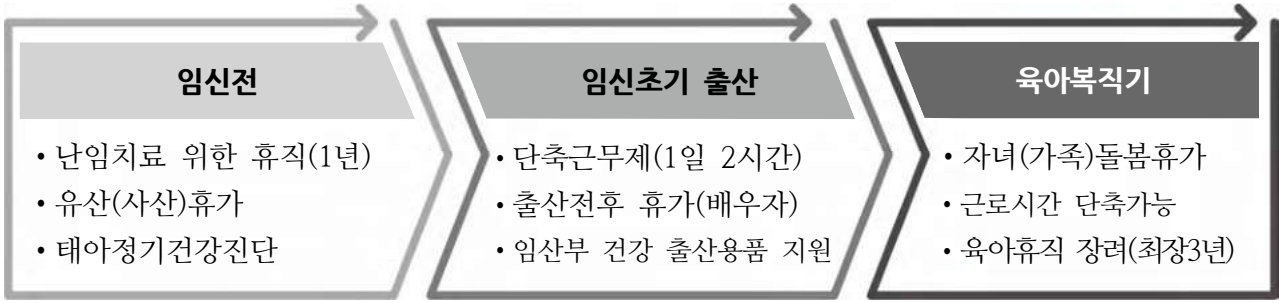 임신전
• 난임치료 위한 휴직(1년)
• 유산(사산)휴가
• 태아정기건강진단
임신초기 출산
• 단축근무제(1일 2시간)
• 출산전후 휴가(배우자)
• 임산부 건강 출산용품 지원
육아복직기
• 자녀(가족)돌봄휴가
• 근로시간 단축가능
• 육아휴직 장려(최장3년)